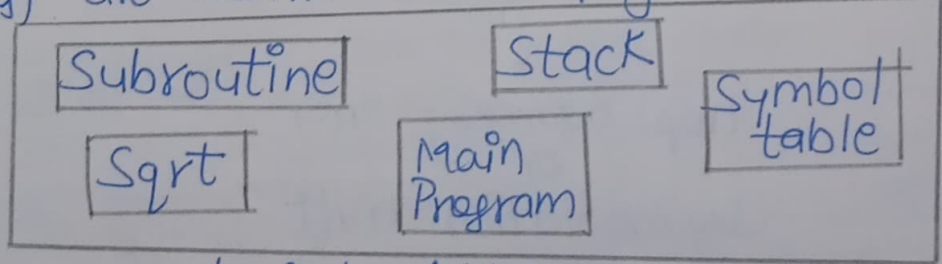 Subroutine
Stack
Symbol
table
Sqrt
Main
Program